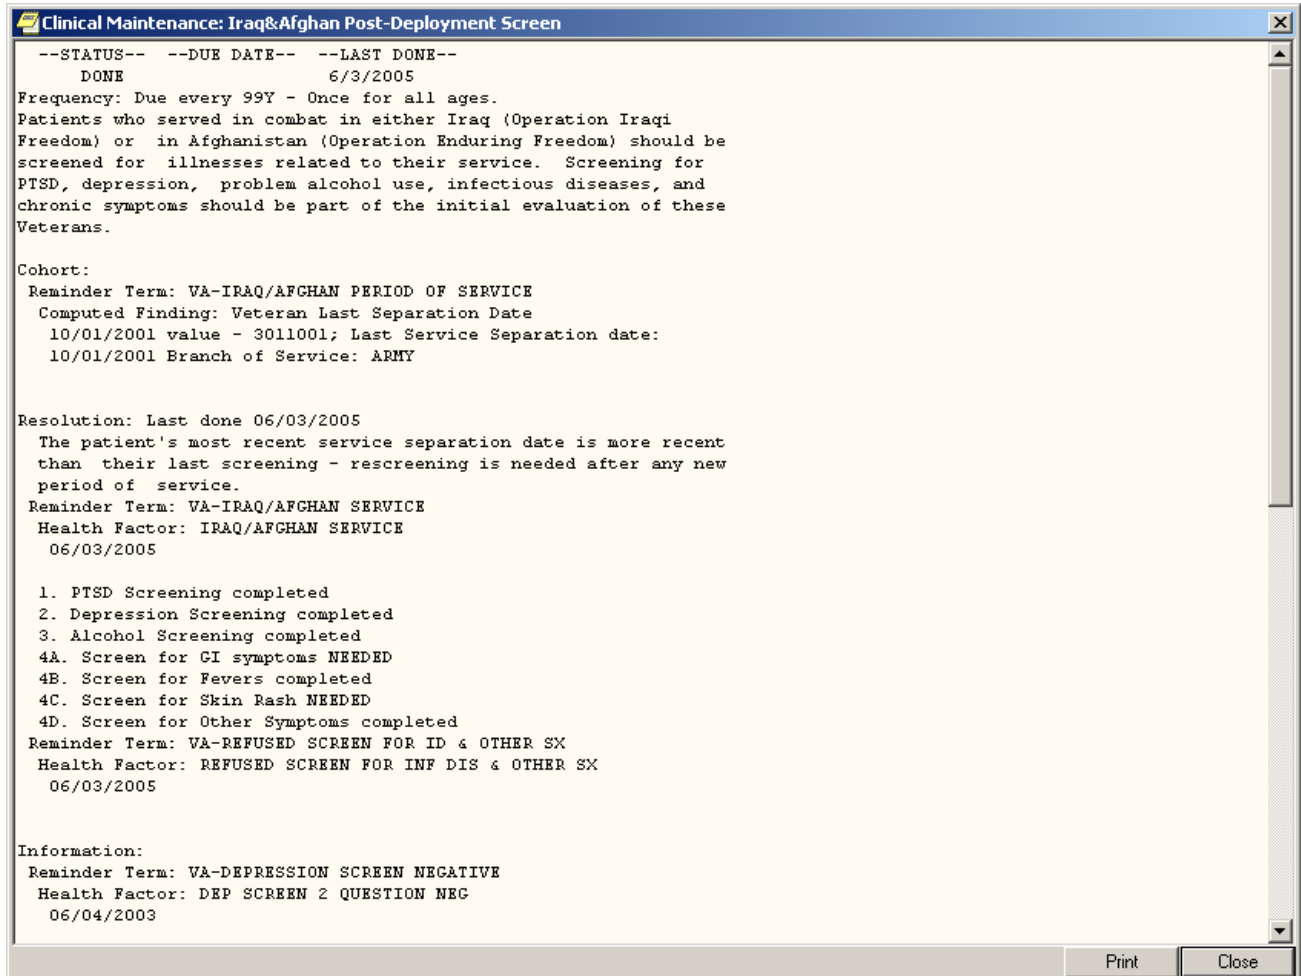 Clinical Maintenance: Iraq&Afghan Post-Deployment Screen
--STATUS-- --DUE DATE-- --LAST DONE--
DONE 6/3/2005
Frequency: Due every 99Y - Once for all ages.
Patients who served in combat in either Iraq (Operation Iraqi
Freedom) or in Afghanistan (Operation Enduring Freedom) should be
screened for illnesses related to their service. Screening for
PTSD, depression, problem alcohol use, infectious diseases, and
chronic symptoms should be part of the initial evaluation of these
Veterans.
Cohort:
Reminder Term: VA-IRAQ/AFGHAN PERIOD OF SERVICE
Computed Finding: Veteran Last Separation Date
10/01/2001 value - 3011001; Last Service Separation date:
10/01/2001 Branch of Service: ARMY
Resolution: Last done 06/03/2005
The patient's most recent service separation date is more recent
than their last screening - rescreening is needed after any new
period of service.
Reminder Term: VA-IRAQ/AFGHAN SERVICE
Health Factor: IRAQ/AFGHAN SERVICE
06/03/2005
1. PTSD Screening completed
2. Depression Screening completed
3. Alcohol Screening completed
4A. Screen for GI symptoms NEEDED
4B. Screen for Fevers completed
4C. Screen for Skin Rash NEEDED
4D. Screen for Other Symptoms completed
Reminder Term: VA-REFUSED SCREEN FOR ID & OTHER SX
Health Factor: REFUSED SCREEN FOR INF DIS & OTHER SX
06/03/2005
Information:
Reminder Term: VA-DEPRESSION SCREEN NEGATIVE
Health Factor: DEP SCREEN 2 QUESTION NEG
06/04/2003
Print Close